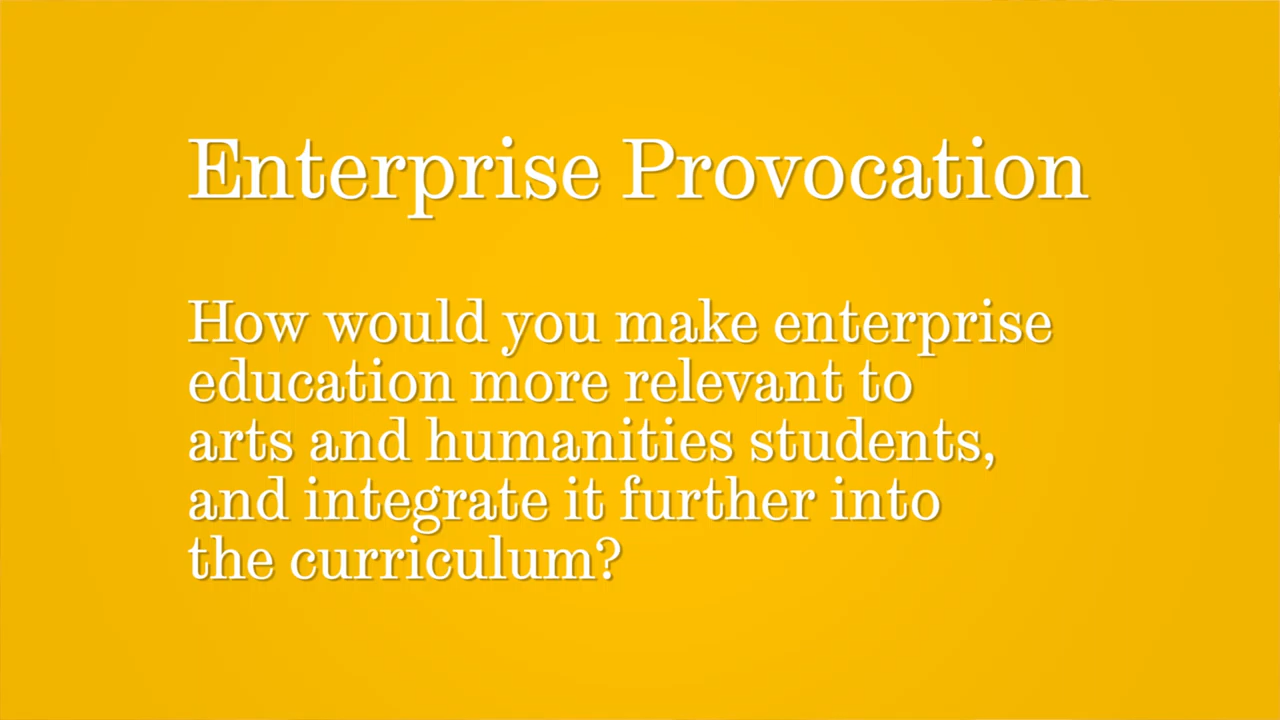 Enterprise Provocation
How would you make enterprise
education more relevant to
arts and humanities students,
and integrate it further into
the curriculum?